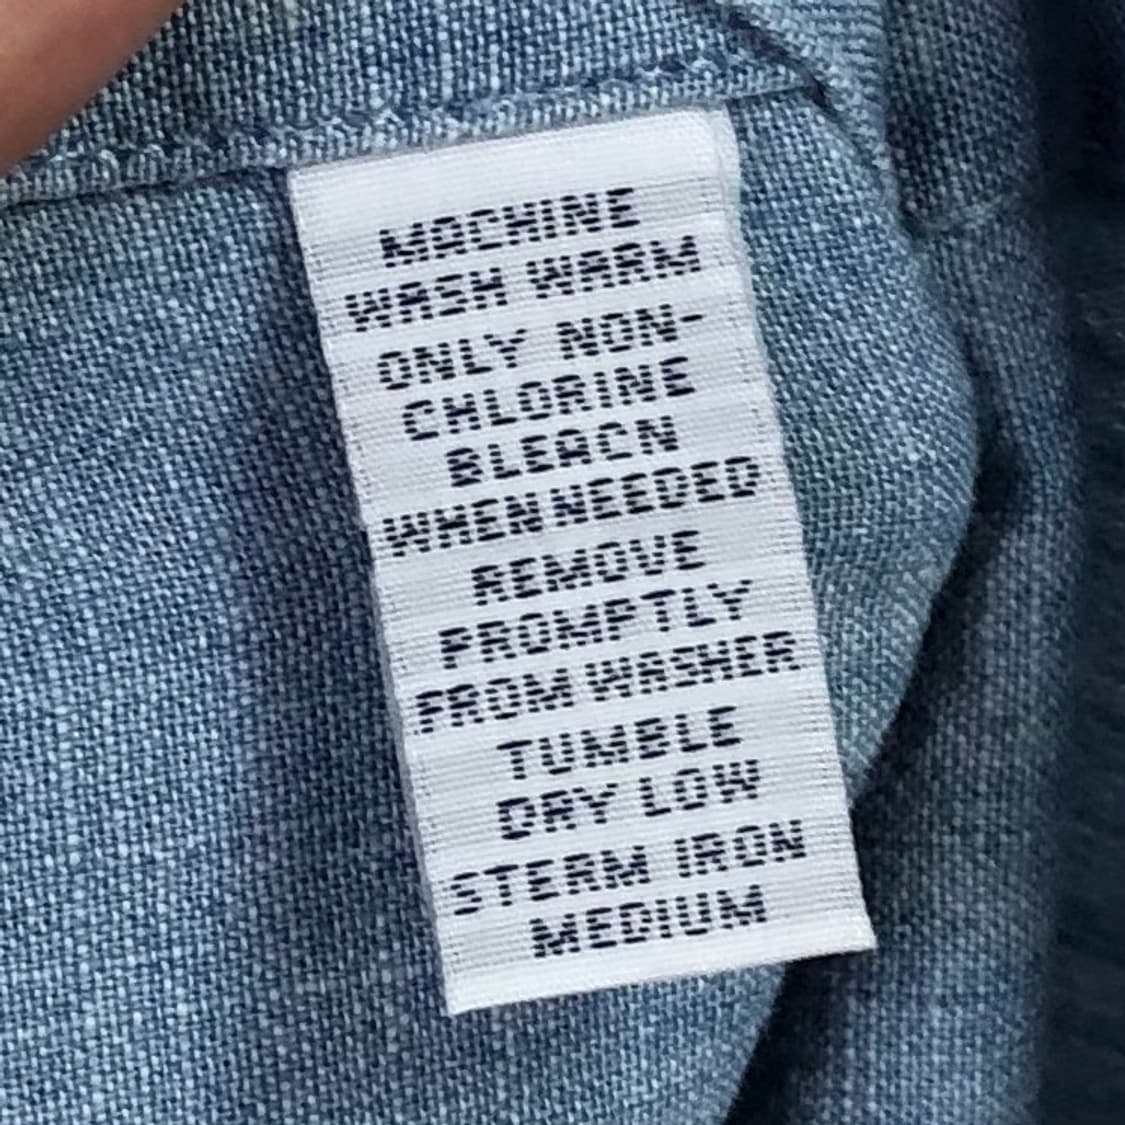 MACHINE
WASH WARM
ONLY NON-
CHLORINE
BLEACN
WHEN NEEDED
REMOVE
PROMPTLY
FROM WASHER
TUMBLE
DRY LOW
STERM IRON
MEDIUM